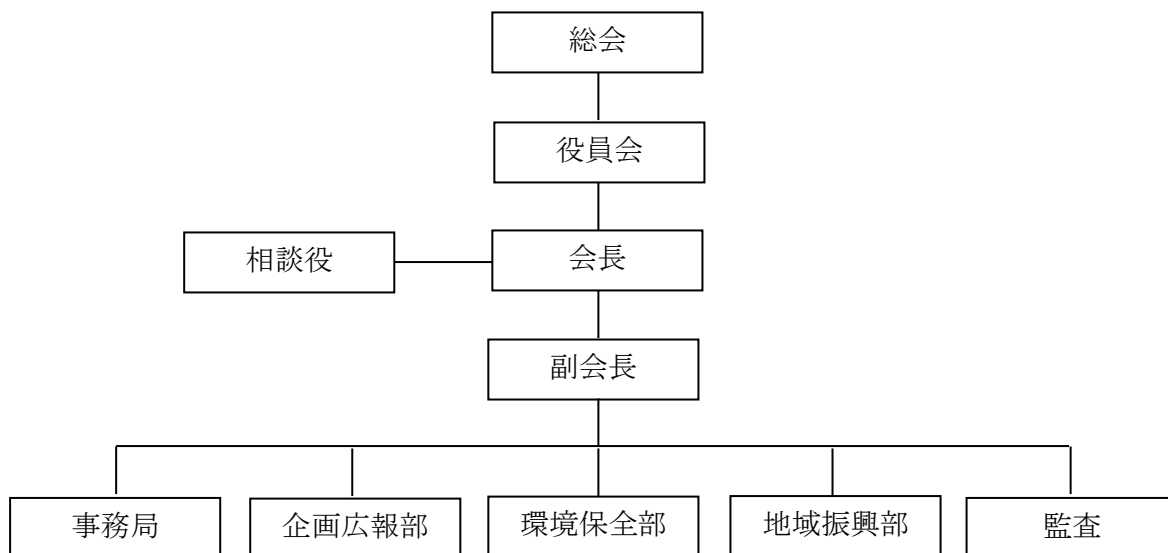 総会
役員会
相談役
会長
副会長
事務局
企画広報部
環境保全部
地域振興部
監査